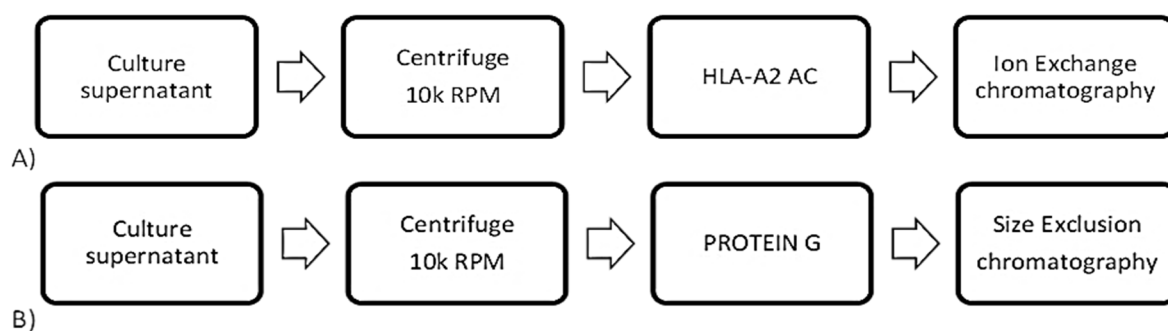 Culture
supernatant
Centrifuge
10k RPM
HLA-A2 AC
Ion Exchange
chromatography
A)
Culture
supernatant
Centrifuge
10k RPM
PROTEIN G
Size Exclusion
chromatography
B)